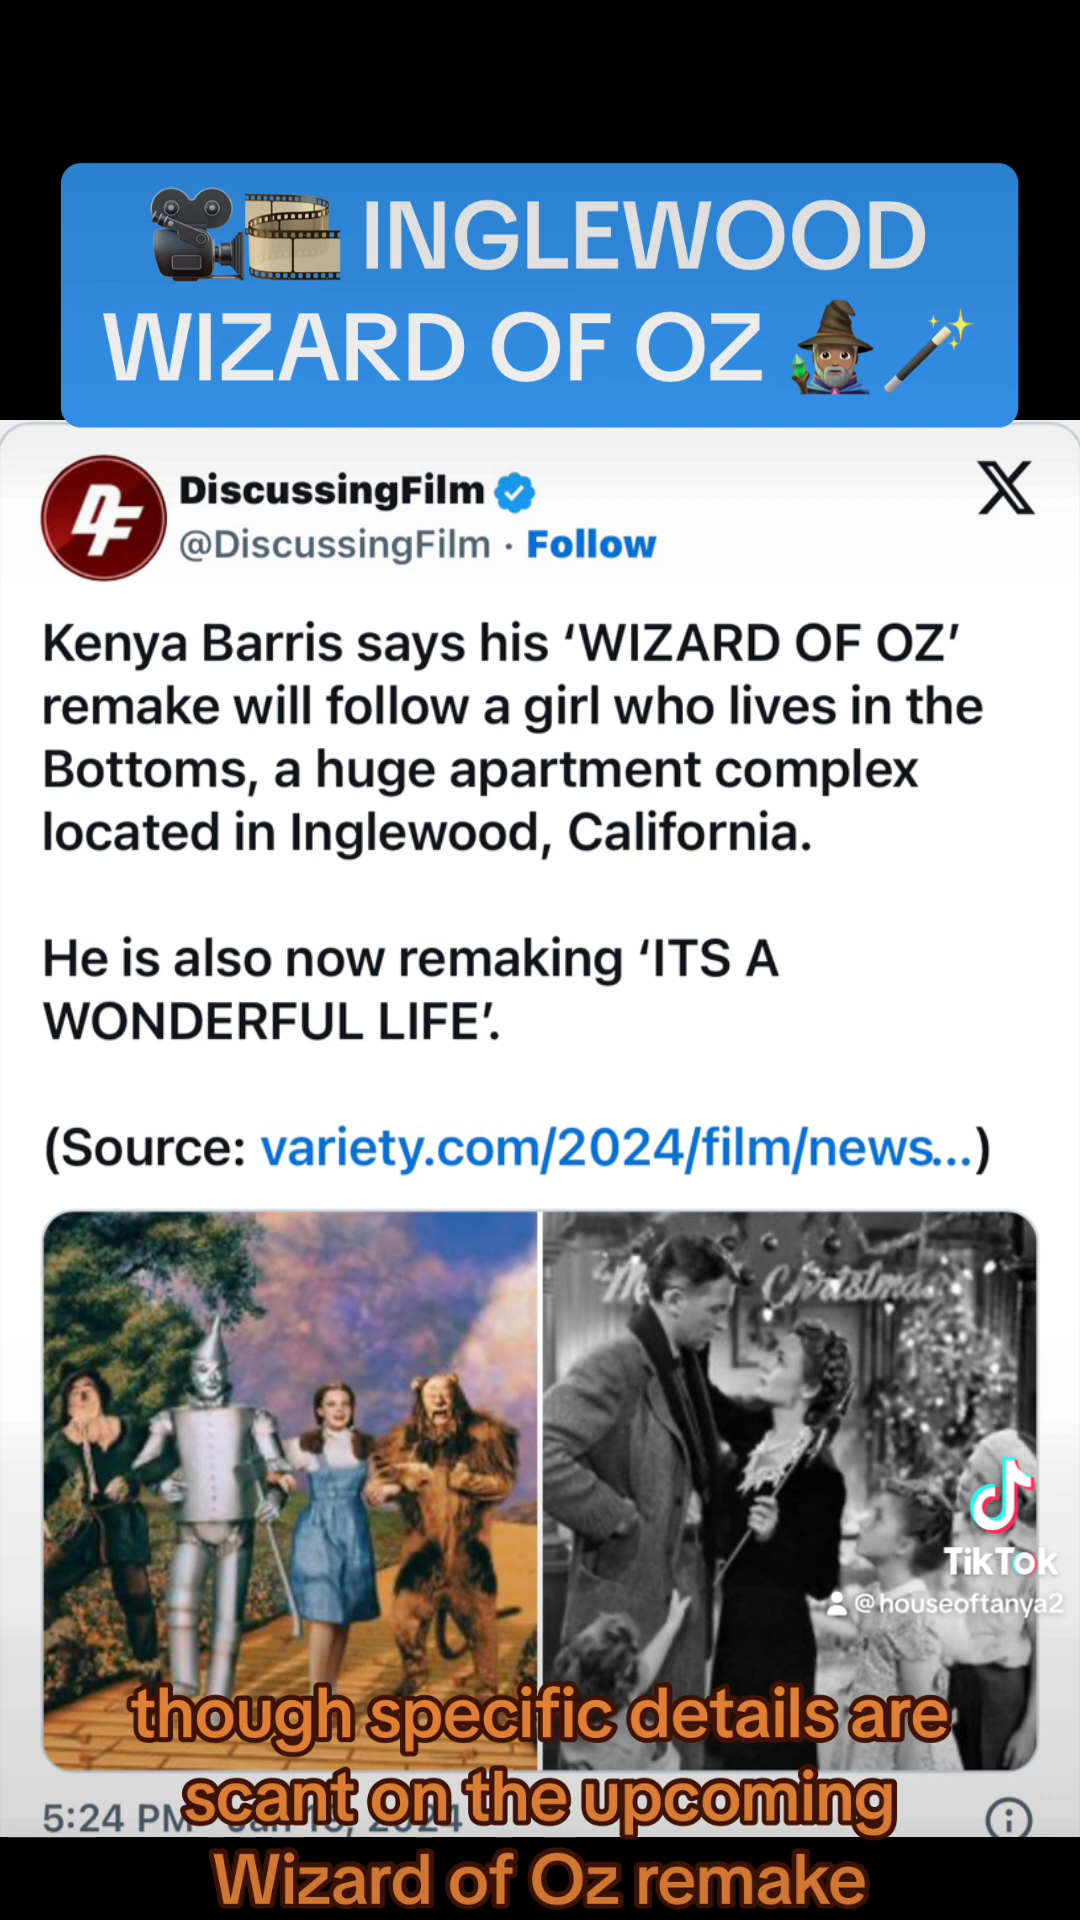 INGLEWOOD
WIZARD OF OZ
DiscussingFilm
@DiscussingFilm · Follow
Kenya Barris says his ‘WIZARD OF OZ’
remake will follow a girl who lives in the
Bottoms, a huge apartment complex
located in Inglewood, California.
He is also now remaking ‘ITS A
WONDERFUL LIFE’.
(Source: variety.com/2024/film/news...)
Christmas
TikTok
@houseoftanya2
though specific details are
scant on the upcoming
Wizard of Oz remake
5:24 PM 2024